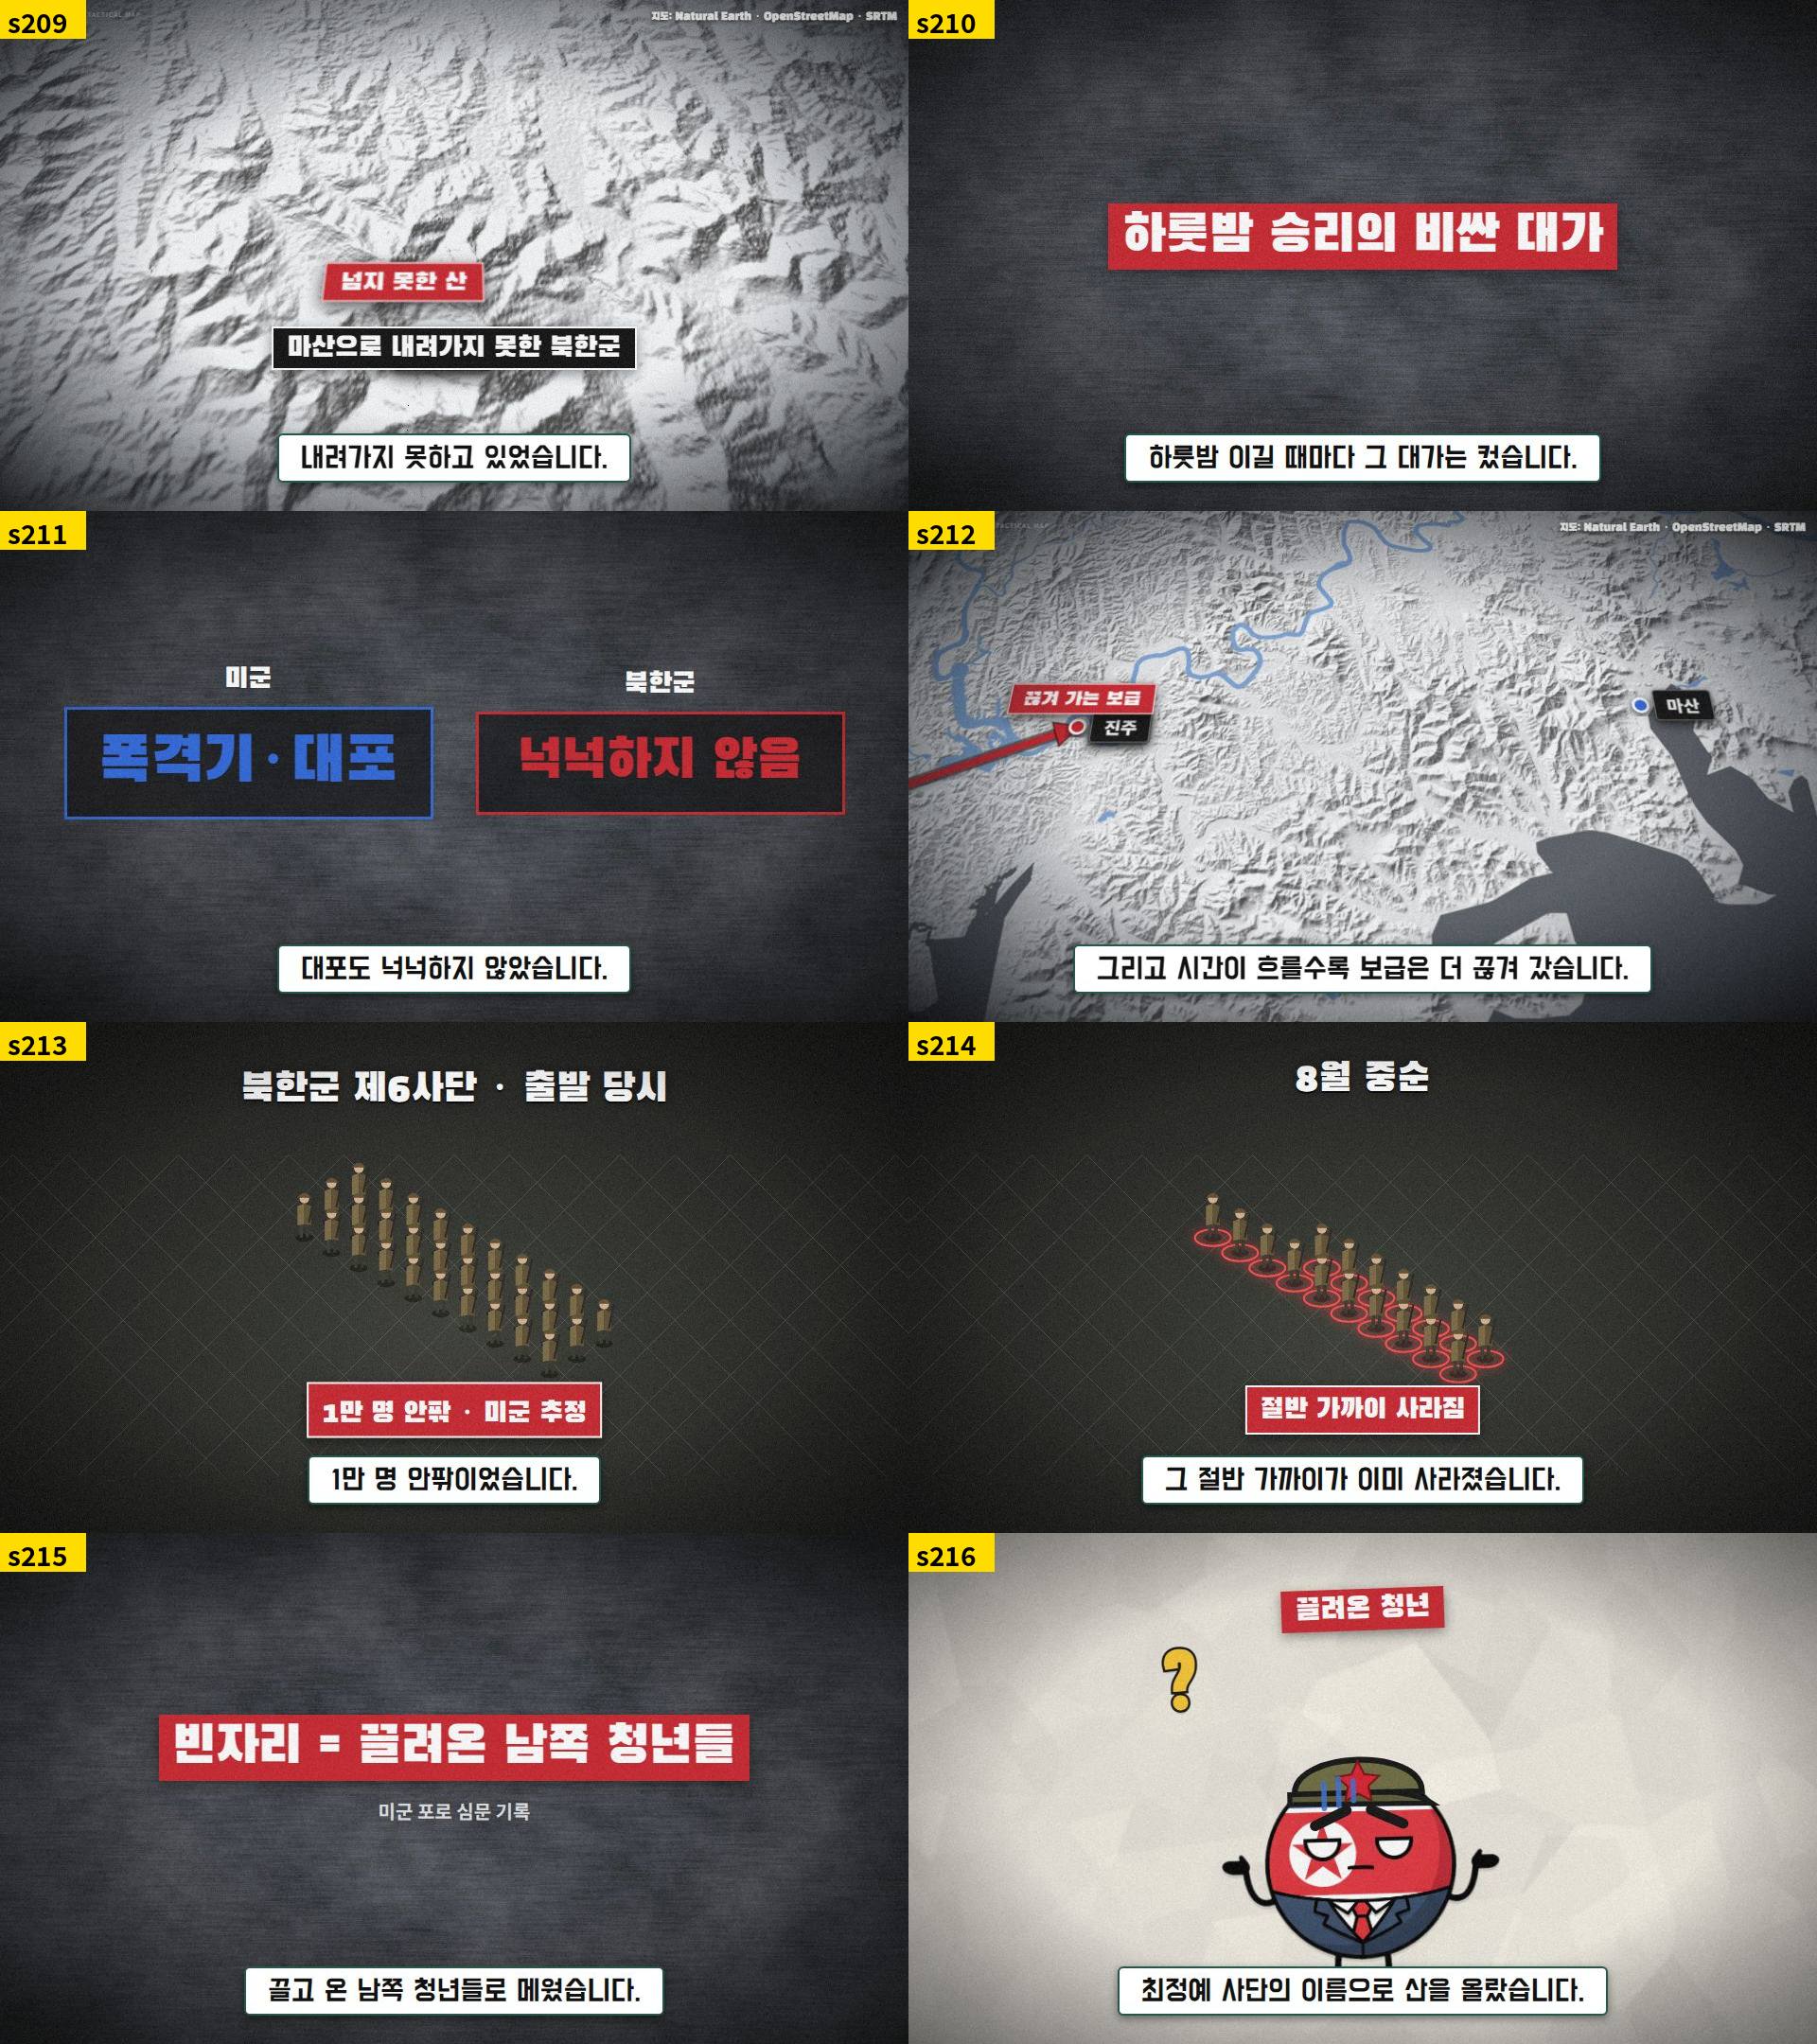 s209
TACTICAL MAP
지도: Natural Earth · OpenStreetMap · SRTM
넘지 못한 산
마산으로 내려가지 못한 북한군
내려가지 못하고 있었습니다.
s210
하룻밤 승리의 비싼 대가
하룻밤 이길 때마다 그 대가는 컸습니다.
s211
미군
폭격기·대포
북한군
넉넉하지 않음
대포도 넉넉하지 않았습니다.
s212
TACTICAL MAP
지도: Natural Earth · OpenStreetMap · SRTM
끊겨 가는 보급
진주
마산
그리고 시간이 흐를수록 보급은 더 끊겨 갔습니다.
s213
북한군 제6사단 · 출발 당시
1만 명 안팎 · 미군 추정
1만 명 안팎이었습니다.
s214
8월 중순
절반 가까이 사라짐
그 절반 가까이가 이미 사라졌습니다.
s215
빈자리 = 끌려온 남쪽 청년들
미군 포로 심문 기록
끌고 온 남쪽 청년들로 메웠습니다.
s216
끌려온 청년
?
최정예 사단의 이름으로 산을 올랐습니다.